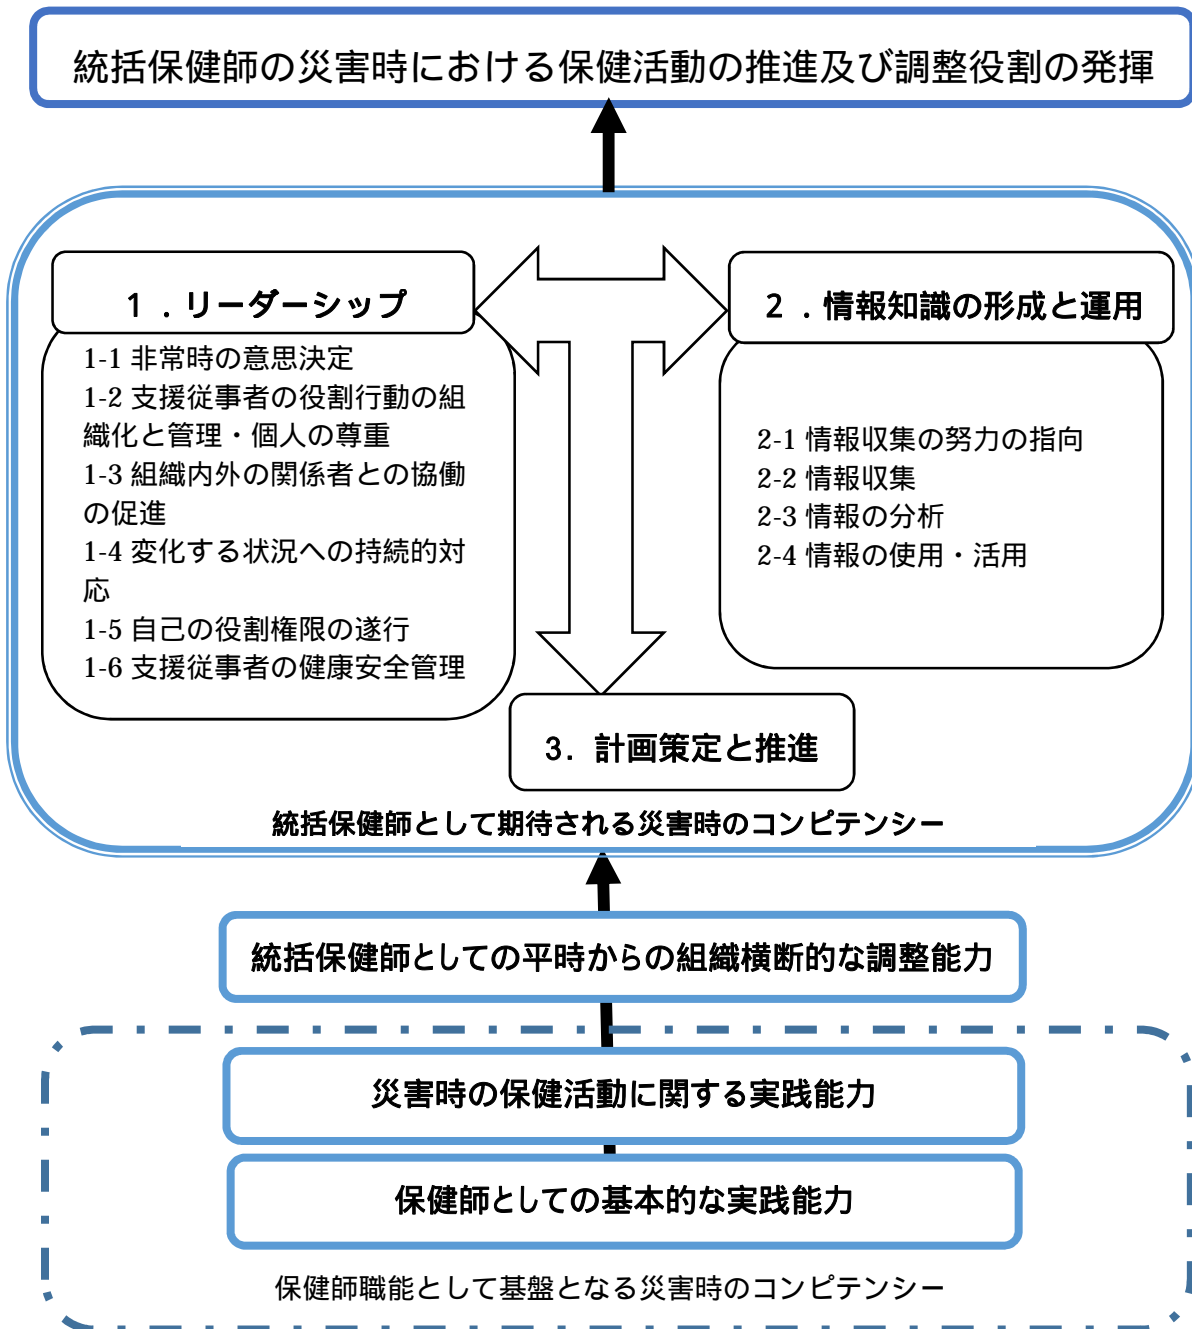 統括保健師の災害時における保健活動の推進及び調整役割の発揮
1 . リーダーシップ
1-1 非常時の意思決定
1-2 支援従事者の役割行動の組
織化と管理・個人の尊重
1-3 組織内外の関係者との協働
の促進
1-4 変化する状況への持続的対
応
1-5 自己の役割権限の遂行
1-6 支援従事者の健康安全管理
2 . 情報知識の形成と運用
2-1 情報収集の努力の指向
2-2 情報収集
2-3 情報の分析
2-4 情報の使用・活用
3. 計画策定と推進
統括保健師として期待される災害時のコンピテンシー
統括保健師としての平時からの組織横断的な調整能力
災害時の保健活動に関する実践能力
保健師としての基本的な実践能力
保健師職能として基盤となる災害時のコンピテンシー